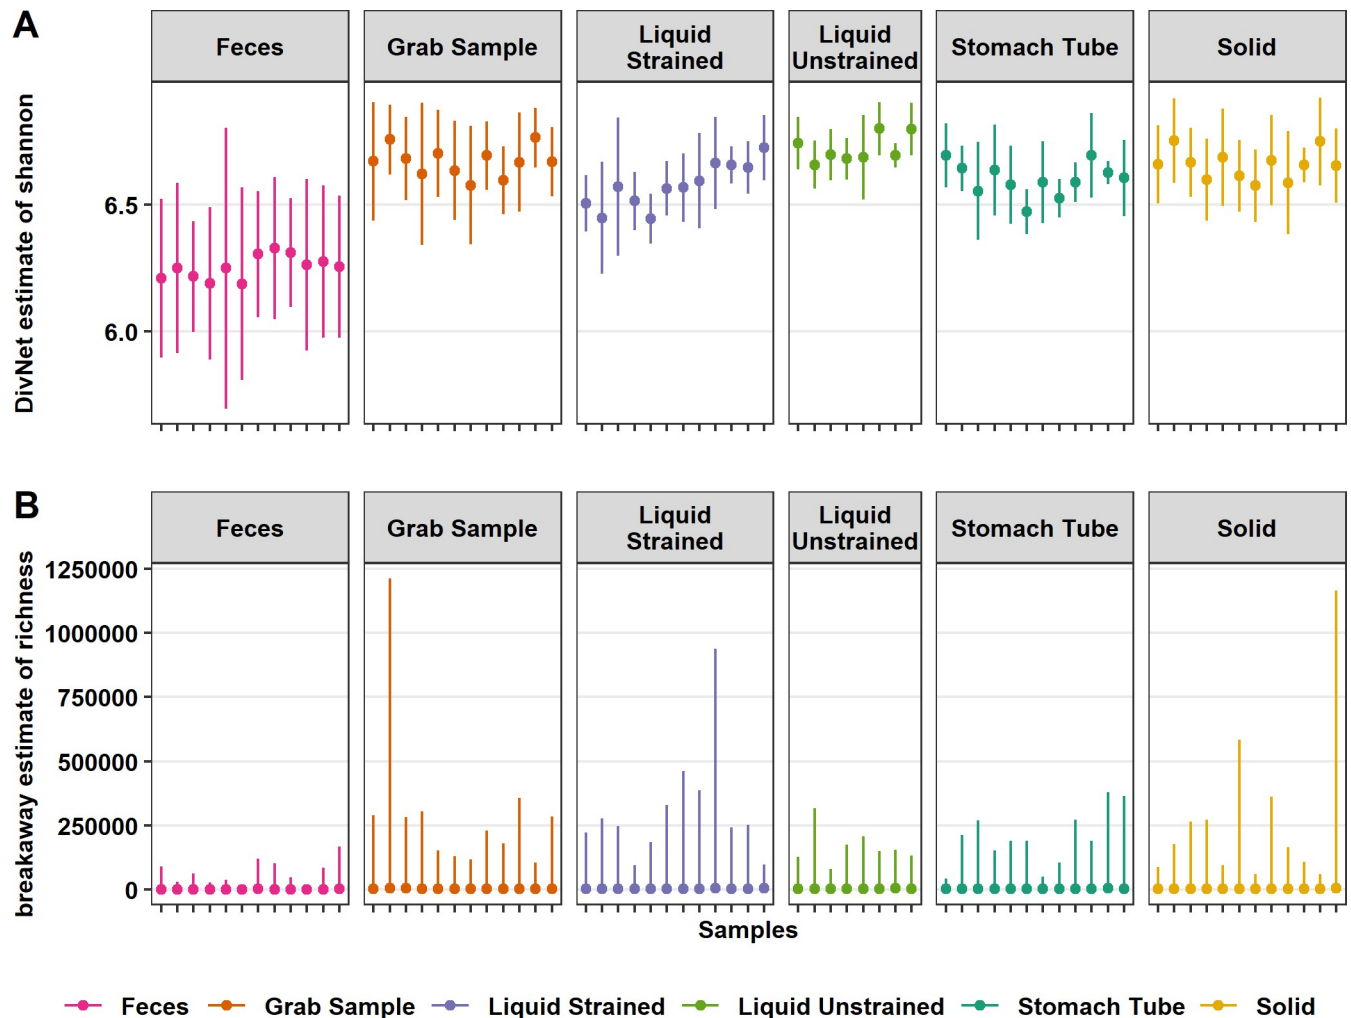 A
Feces
Grab Sample
Liquid
Strained
Liquid
Unstrained
Stomach Tube
Solid
DivNet estimate of shannon
6.5
6.0
B
Feces
Grab Sample
Liquid
Strained
Liquid
Unstrained
Stomach Tube
Solid
breakaway estimate of richness
1250000
1000000
750000
500000
250000
0
Samples
Feces Grab Sample Liquid Strained Liquid Unstrained Stomach Tube Solid